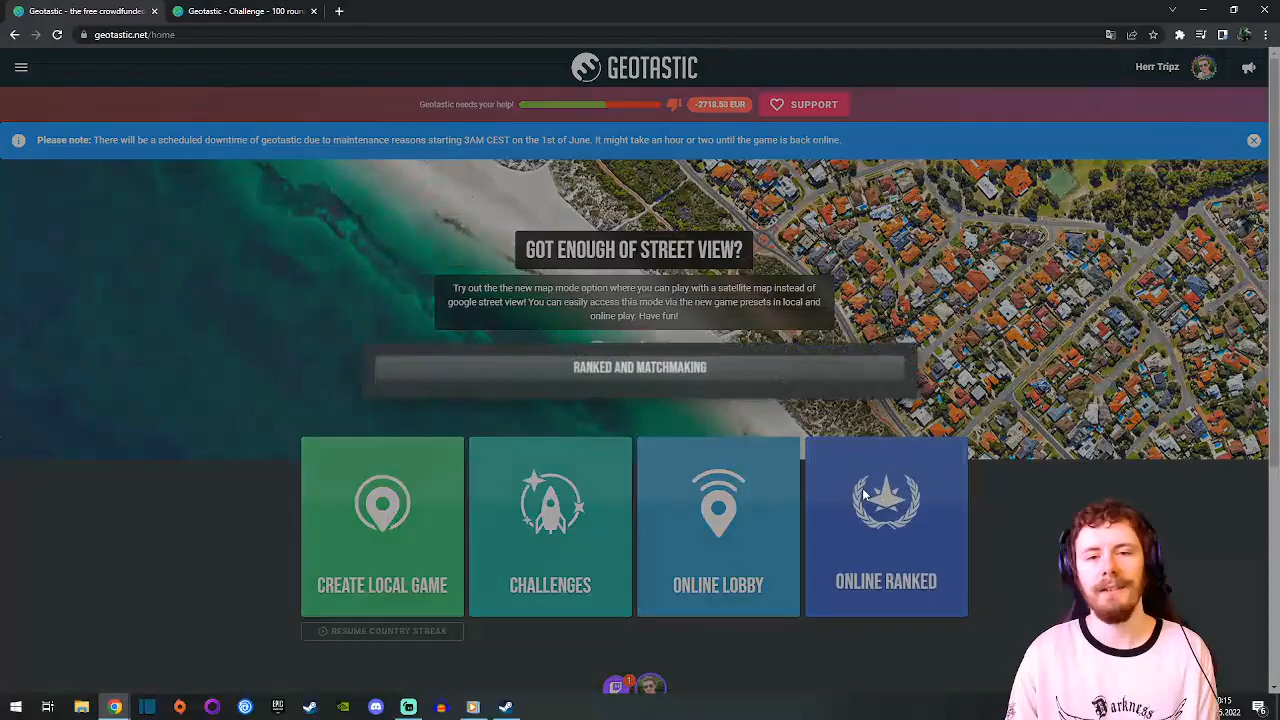 Geotastic - the free crowdfunded
Geotastic - Challenge - 100 roun
geotastic.net/home
GEOTASTIC
Herr Tripz
Geotastic needs your help!
-2718.53 EUR
SUPPORT
Please note: There will be a scheduled downtime of geotastic due to maintenance reasons starting 3AM CEST on the 1st of June. It might take an hour or two until the game is back online.
GOT ENOUGH OF STREET VIEW?
Try out the the new map mode option where you can play with a satellite map instead of
google street view! You can easily access this mode via the new game presets in local and
online play. Have fun!
RANKED AND MATCHMAKING
CREATE LOCAL GAME
CHALLENGES
ONLINE LOBBY
ONLINE RANKED
RESUME COUNTRY STREAK
1
EPIC
Darkness